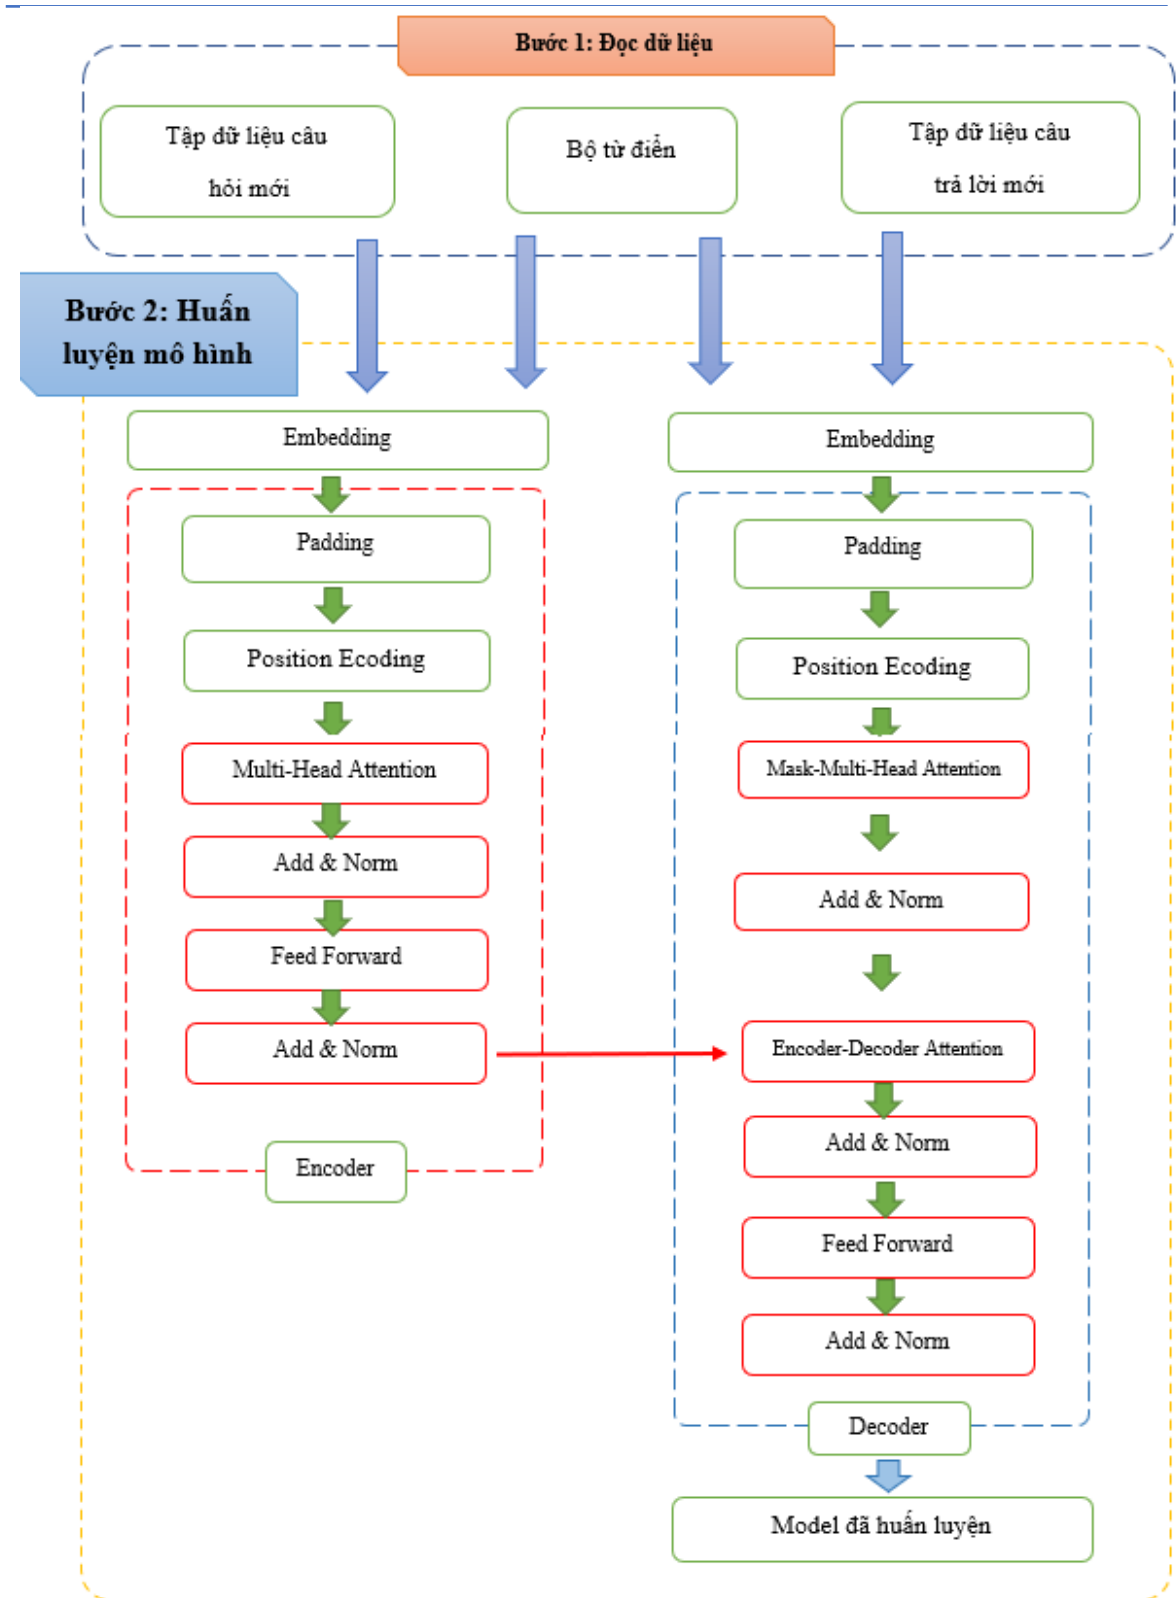 Bước 1: Đọc dữ liệu
Tập dữ liệu câu
hỏi mới
Bộ từ điển
Tập dữ liệu câu
trả lời mới
Bước 2: Huấn
luyện mô hình
Embedding
Padding
Position Ecoding
Multi-Head Attention
Add & Norm
Feed Forward
Add & Norm
Encoder
Embedding
Padding
Position Ecoding
Mask-Multi-Head Attention
Add & Norm
Encoder-Decoder Attention
Add & Norm
Feed Forward
Add & Norm
Decoder
Model đã huấn luyện